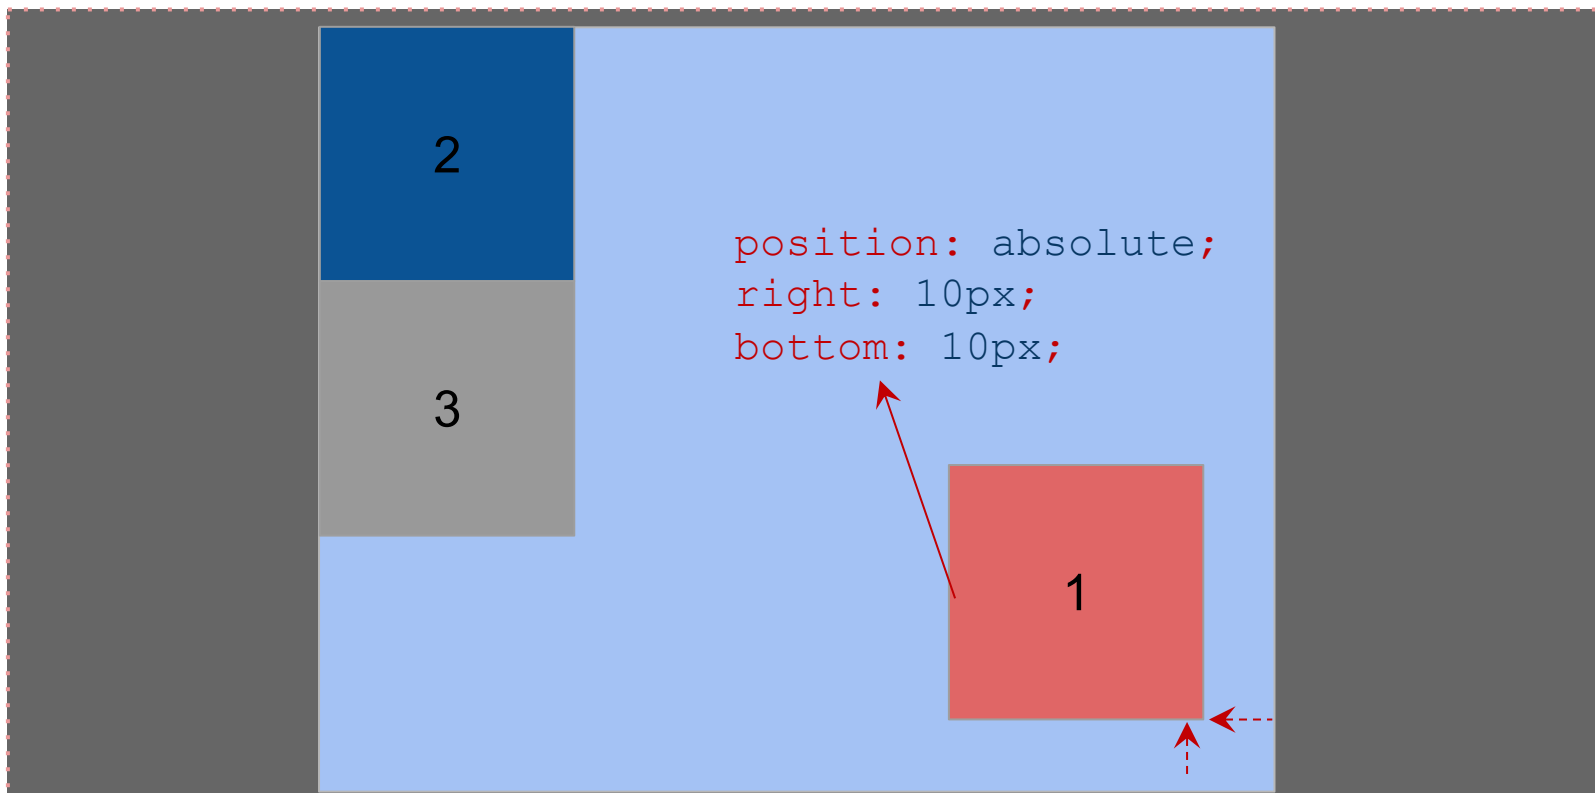 2
position: absolute;
right: 10px;
bottom: 10px;
3
1